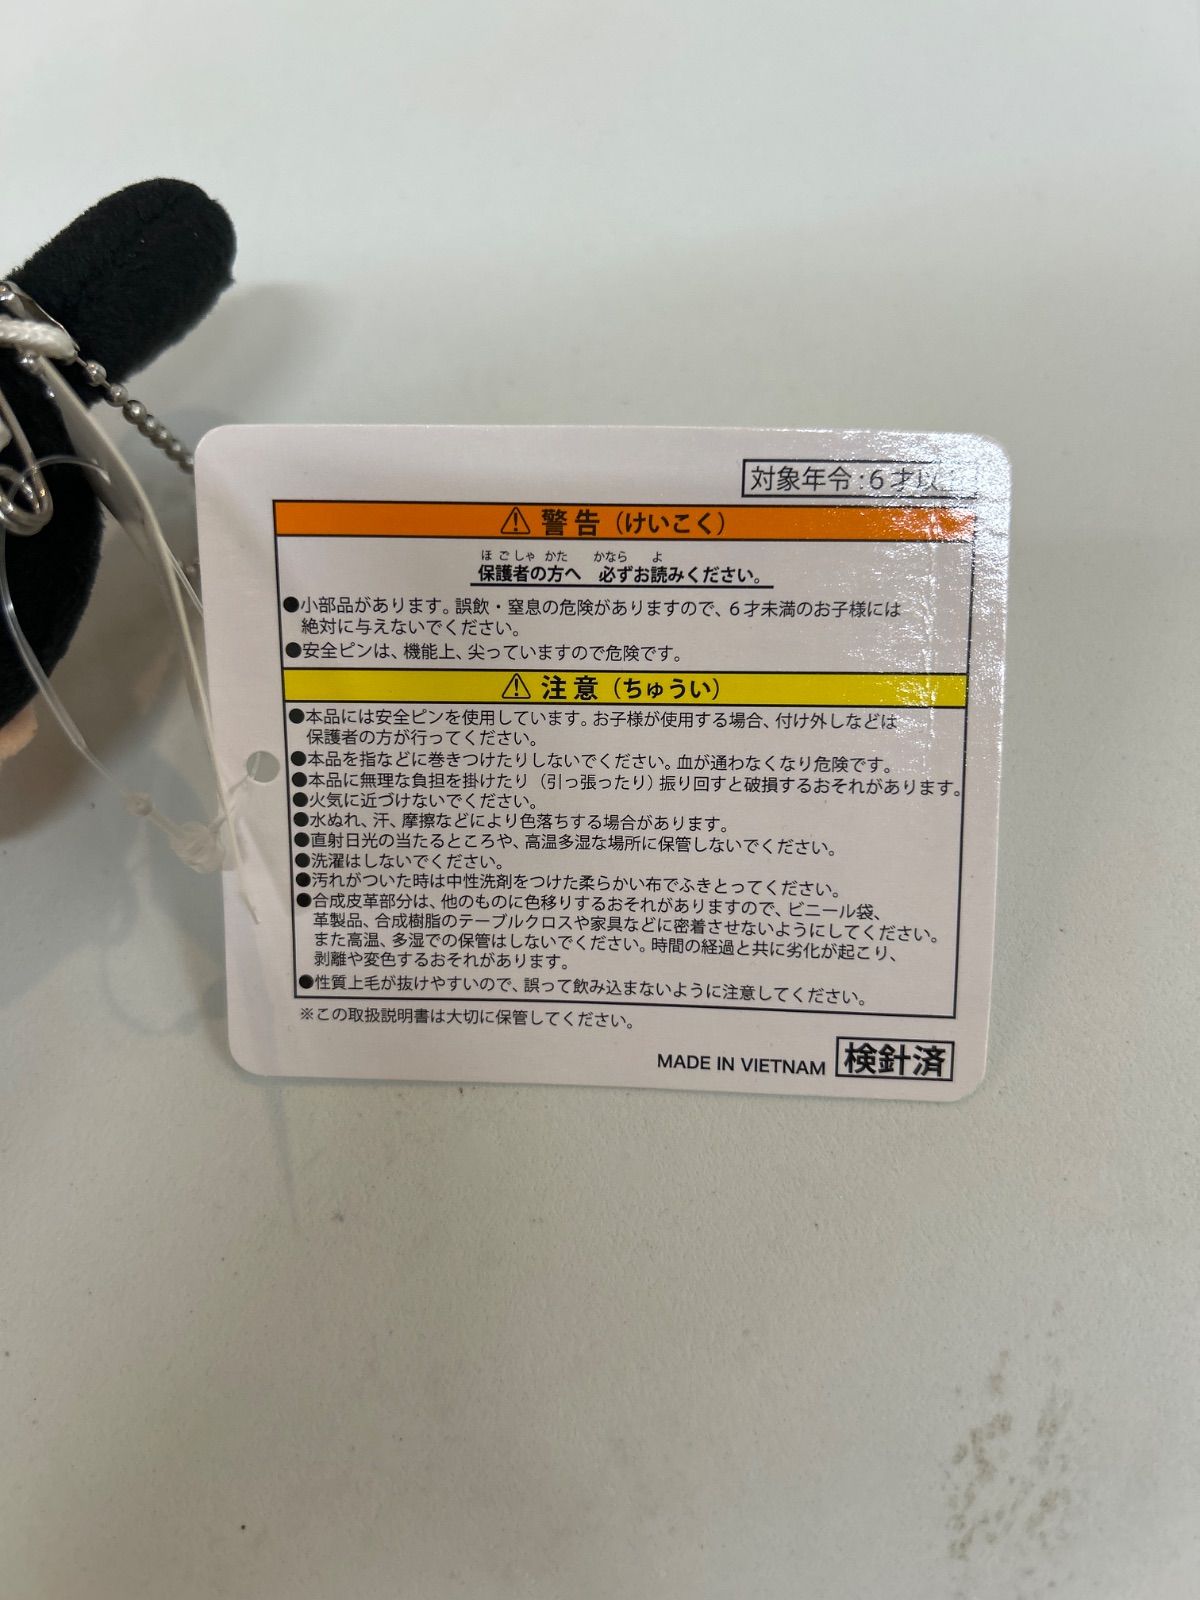 対象年令:6才以
⚠ 警告（けいこく）
ほごしゃ かた かなら よ
保護者の方へ 必ずお読みください。
●小部品があります。誤飲・窒息の危険がありますので、6才未満のお子様には
絶対に与えないでください。
●安全ピンは、機能上、尖っていますので危険です。
⚠ 注意（ちゅうい）
●本品には安全ピンを使用しています。お子様が使用する場合、付け外しなどは
保護者の方が行ってください。
●本品を指などに巻きつけたりしないでください。血が通わなくなり危険です。
●本品に無理な負担を掛けたり（引っ張ったり）振り回すと破損するおそれがあります。
●火気に近づけないでください。
●水ぬれ、汗、摩擦などにより色落ちする場合があります。
●直射日光の当たるところや、高温多湿な場所に保管しないでください。
●洗濯はしないでください。
●汚れがついた時は中性洗剤をつけた柔らかい布でふきとってください。
●合成皮革部分は、他のものに色移りするおそれがありますので、ビニール袋、
革製品、合成樹脂のテーブルクロスや家具などに密着させないようにしてください。
また高温、多湿での保管はしないでください。時間の経過と共に劣化が起こり、
剥離や変色するおそれがあります。
●性質上毛が抜けやすいので、誤って飲み込まないように注意してください。
※この取扱説明書は大切に保管してください。
MADE IN VIETNAM 検針済